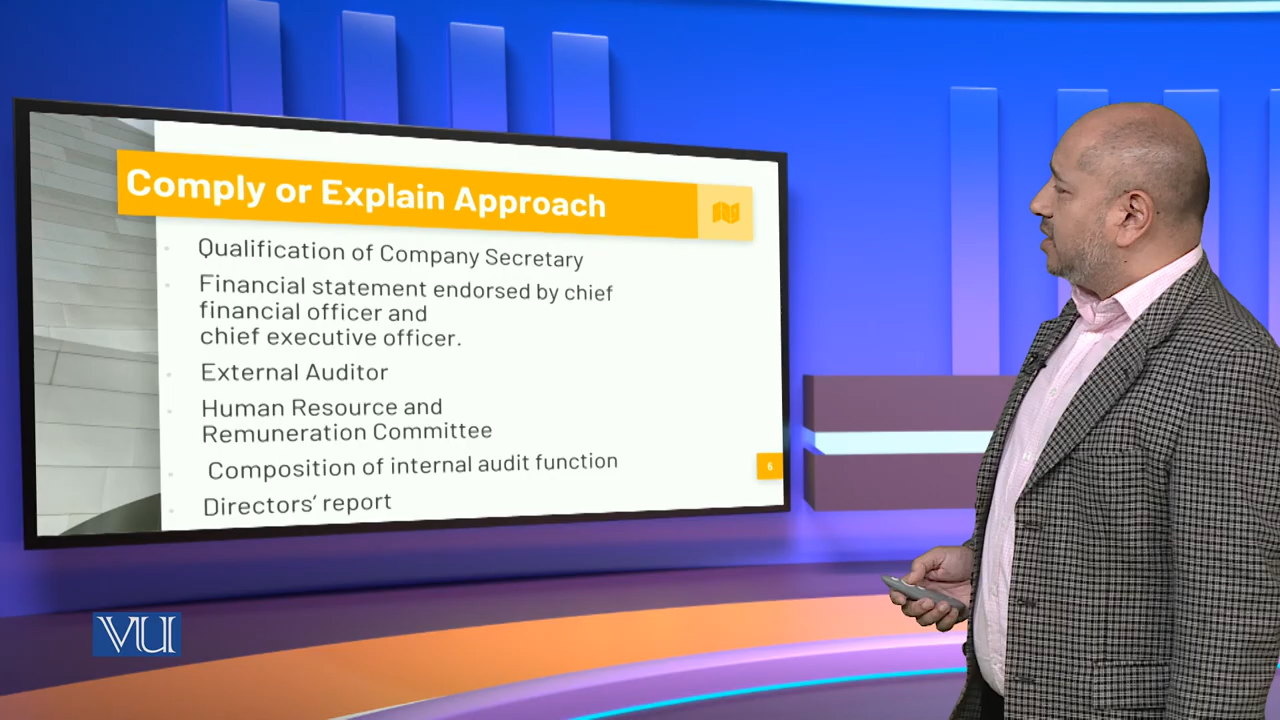 Comply or Explain Approach
Qualification of Company Secretary
Financial statement endorsed by chief
financial officer and
chief executive officer.
External Auditor
Human Resource and
Remuneration Committee
Composition of internal audit function
Directors’ report
6
VU